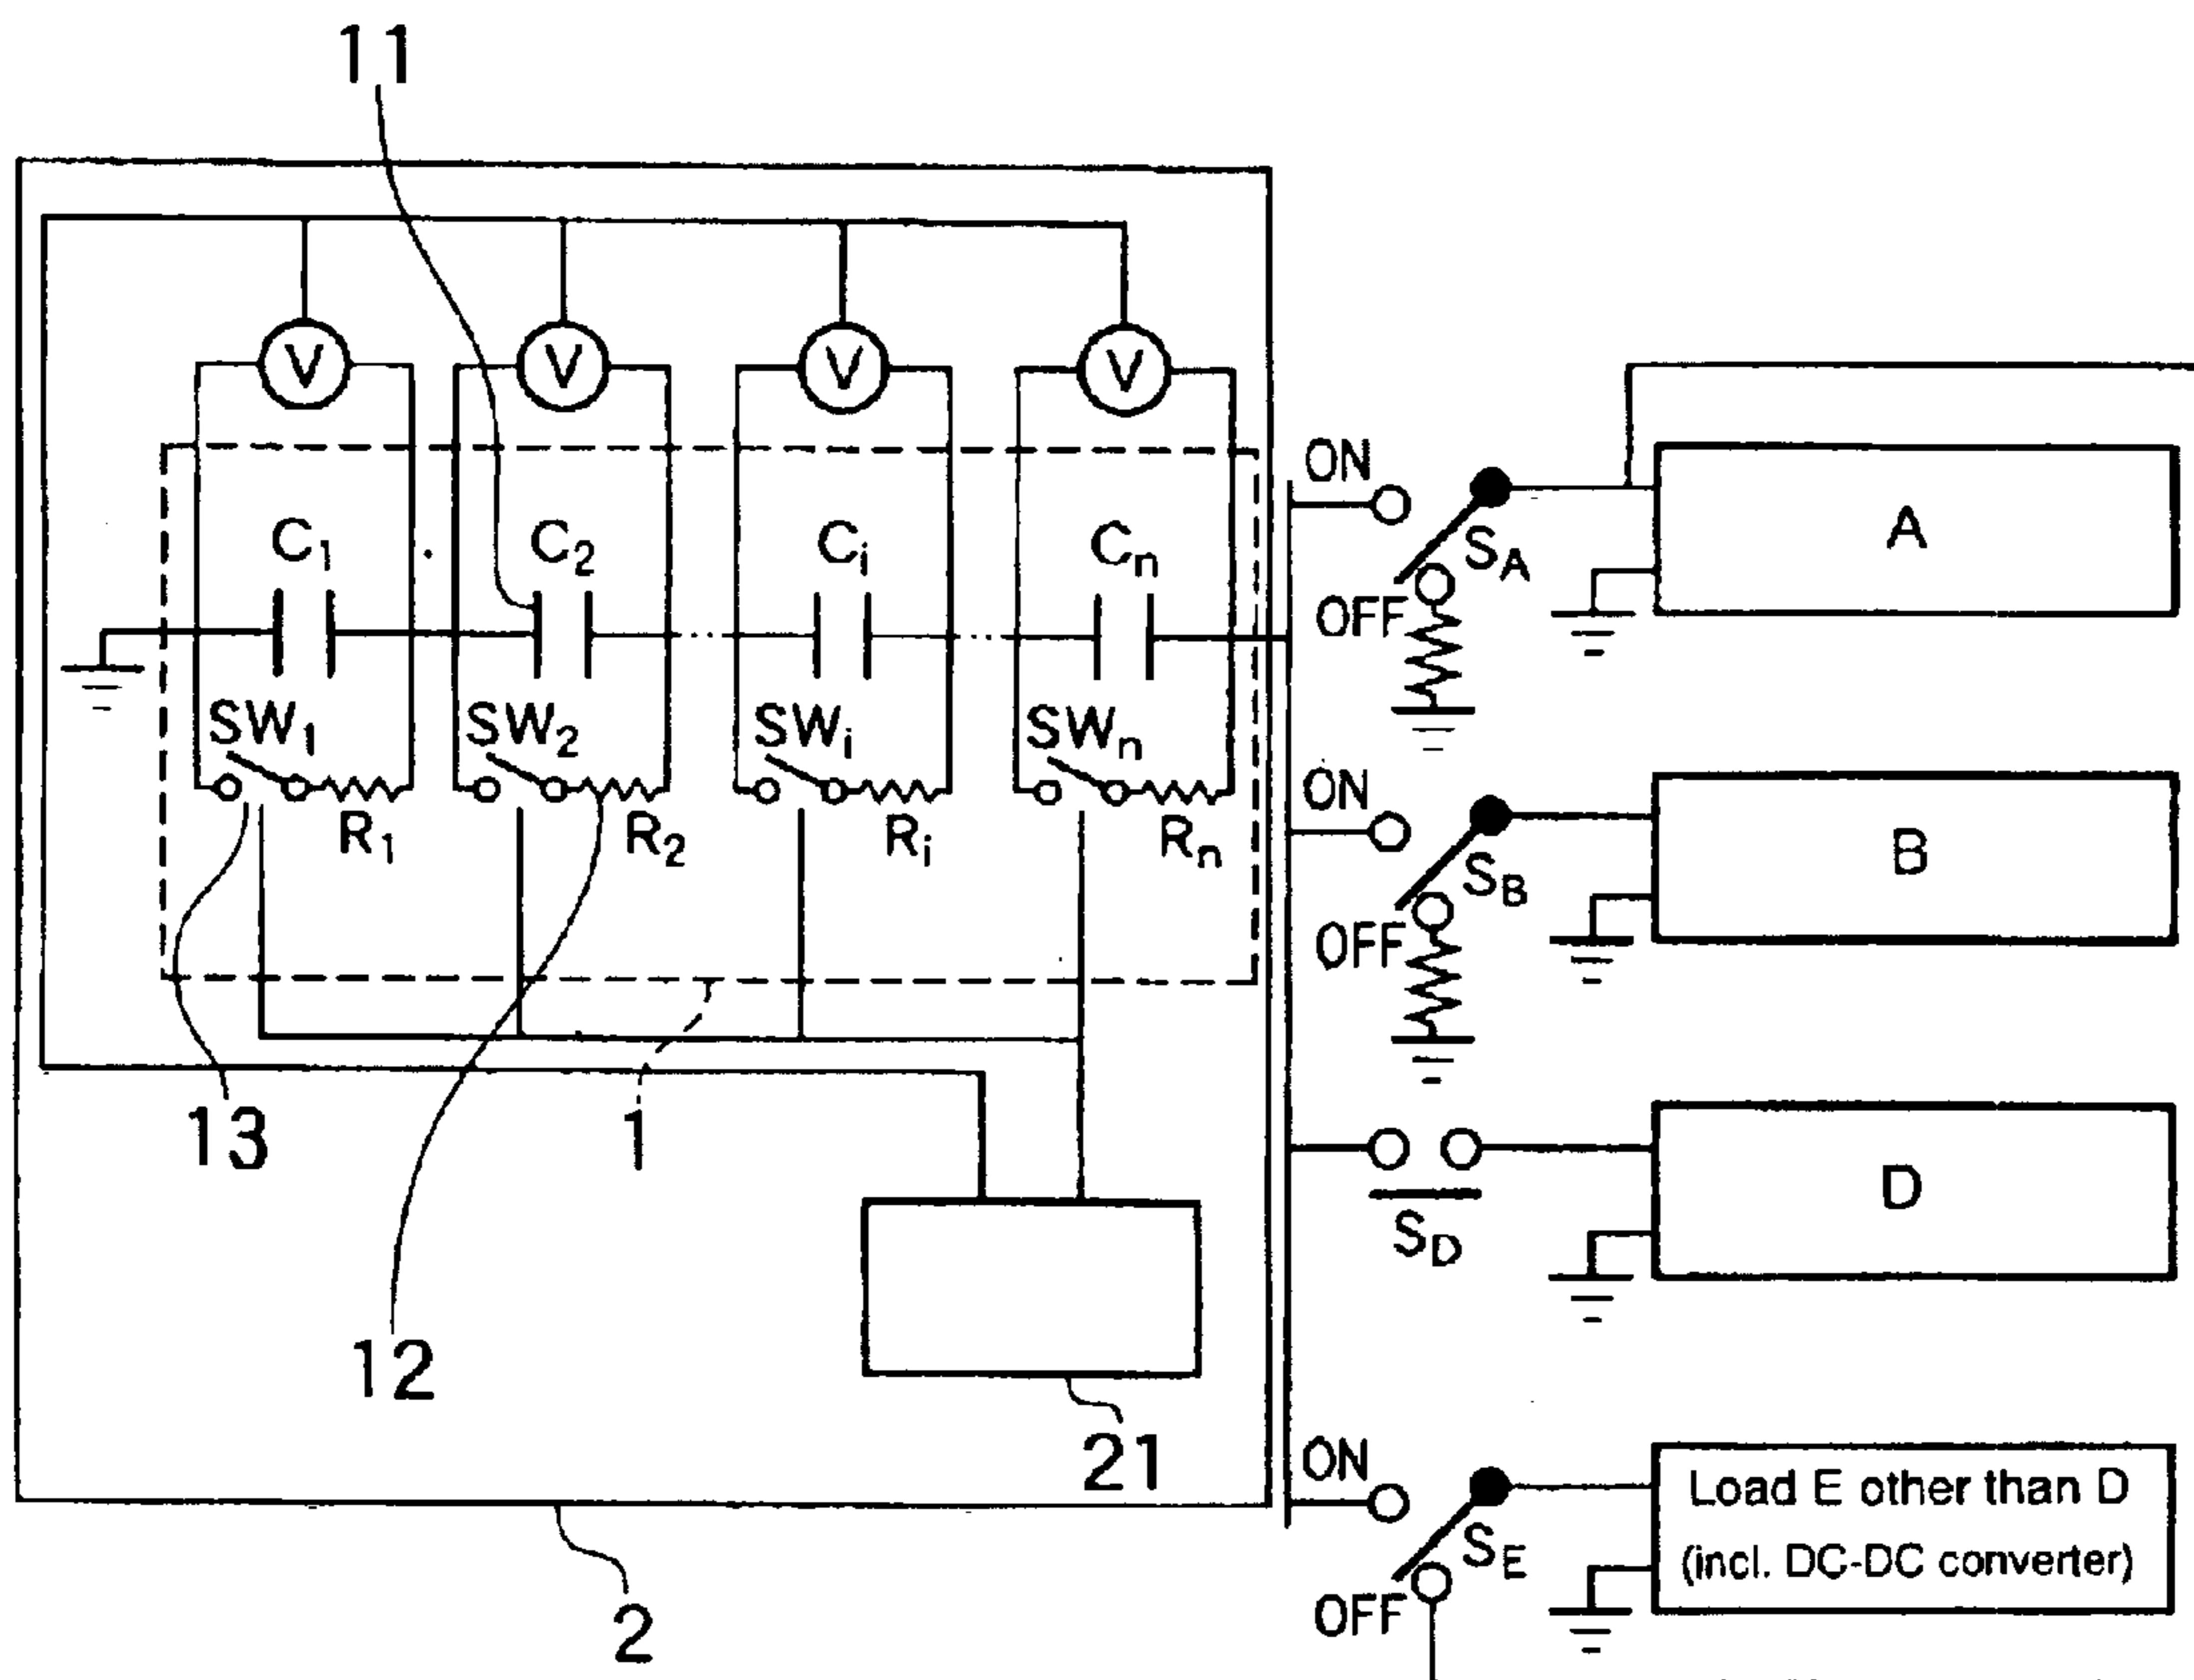 11
V V V V
C1 C2 Ci Cn
SW1 SW2 SWi SWn
R1 R2 Ri Rn
13
1
12
21
2
ON
SA
OFF
A
ON
SB
OFF
B
SD
D
ON
SE
OFF
Load E other than D
(incl. DC-DC converter)